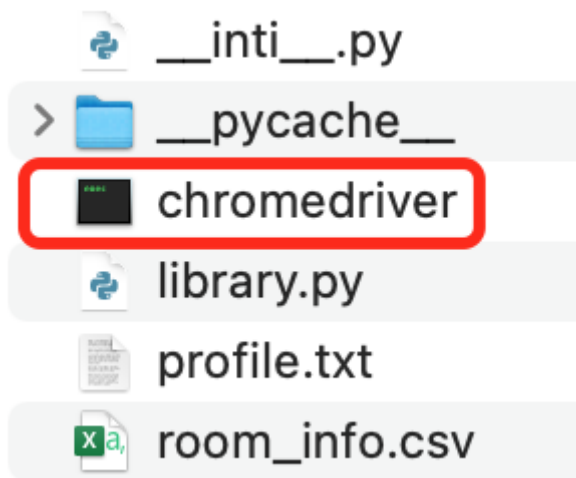 __inti__.py
__pycache__
chromedriver
library.py
profile.txt
room_info.csv